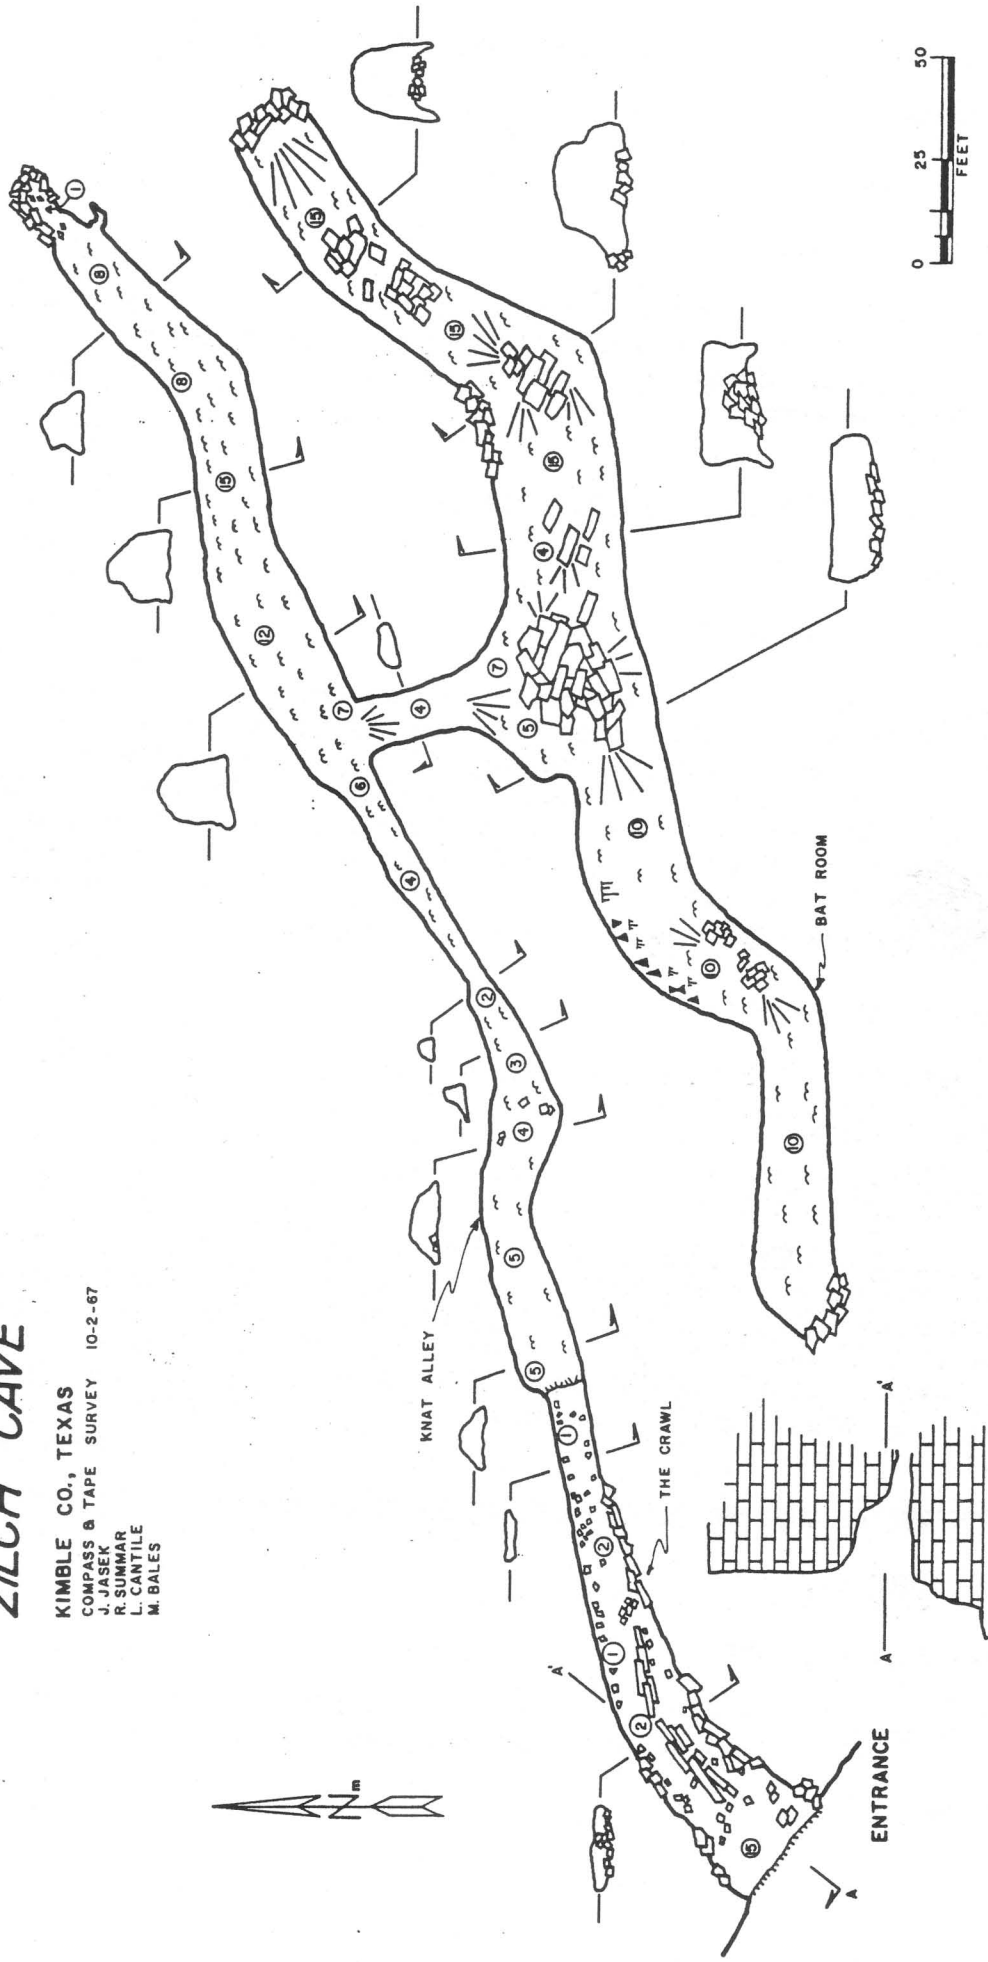 ZILCH CAVE
KIMBLE CO., TEXAS
COMPASS & TAPE SURVEY 10-2-67
J. JASEK
R. SUMMAR
L. CANTILE
M. BALES
N
m
ENTRANCE
A
A'
15
2
1
2
1
THE CRAWL
5
5
KNAT ALLEY
4
3
2
4
6
7
12
15
8
8
1
4
7
5
4
15
15
15
10
10
10
BAT ROOM
A
A'
0 25 50
FEET